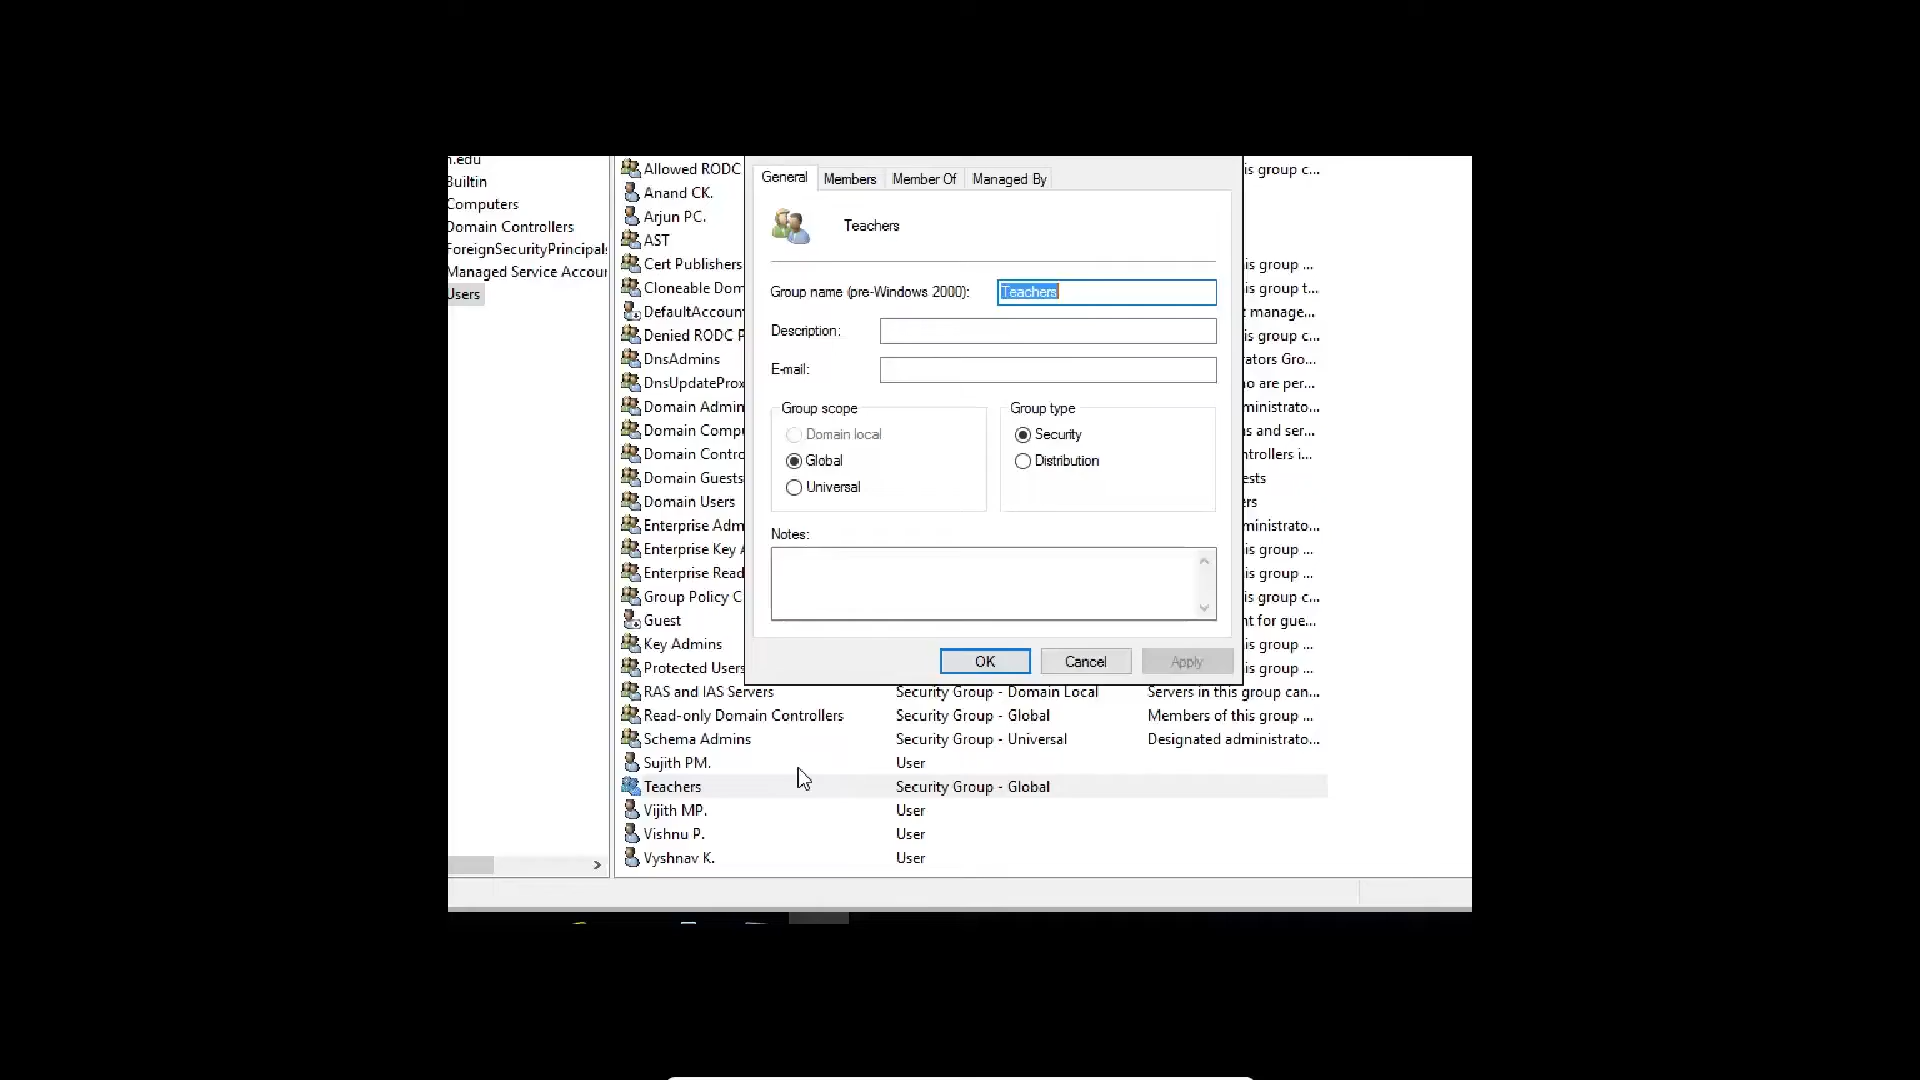 n.edu
Builtin
Computers
Domain Controllers
ForeignSecurityPrincipals
Managed Service Accou
Users
Allowed RODC
Anand CK.
Arjun PC.
AST
Cert Publishers
Cloneable Dom
DefaultAccoun
Denied RODC P
DnsAdmins
DnsUpdateProx
Domain Admin
Domain Compu
Domain Contro
Domain Guests
Domain Users
Enterprise Adm
Enterprise Key A
Enterprise Read
Group Policy C
Guest
Key Admins
Protected Users
RAS and IAS Servers Security Group - Domain Local Servers in this group can...
Read-only Domain Controllers Security Group - Global Members of this group ...
Schema Admins Security Group - Universal Designated administrato...
Sujith PM. User
Teachers Security Group - Global
Vijith MP. User
Vishnu P. User
Vyshnav K. User
General Members Member Of Managed By
Teachers
Group name (pre-Windows 2000): Teachers
Description:
E-mail:
Group scope
Domain local
Global
Universal
Group type
Security
Distribution
Notes:
OK Cancel Apply
is group c...
is group ...
is group t...
t manage...
is group c...
ators Gro...
o are per...
ministrato...
s and ser...
trollers i...
ests
ers
ministrato...
is group ...
is group ...
is group c...
nt for gue...
is group ...
is group ...